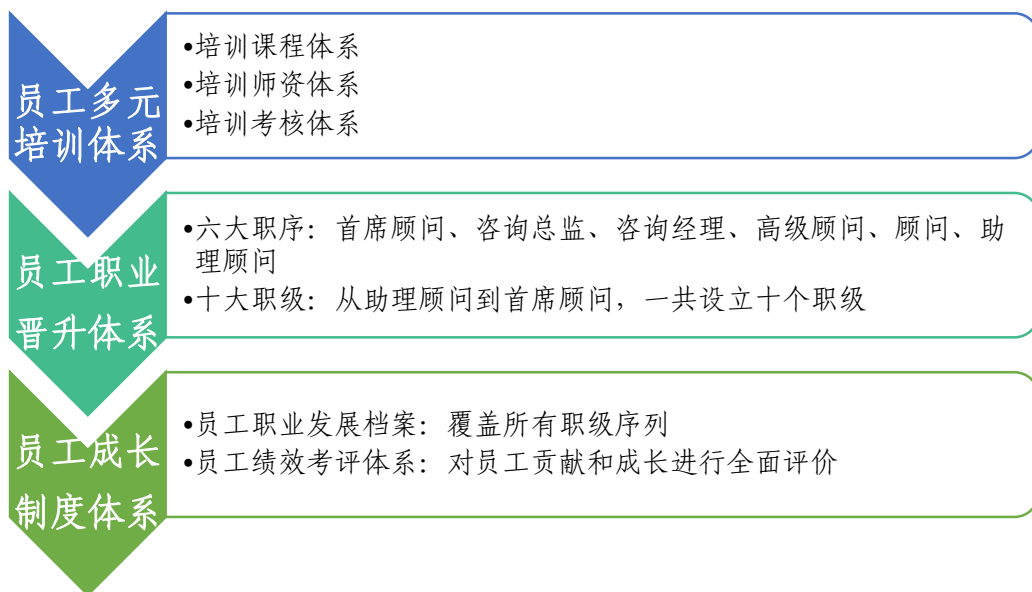 员工多元
培训体系
•培训课程体系
•培训师资体系
•培训考核体系
员工职业
晋升体系
•六大职序：首席顾问、咨询总监、咨询经理、高级顾问、顾问、助
理顾问
•十大职级：从助理顾问到首席顾问，一共设立十个职级
员工成长
制度体系
•员工职业发展档案：覆盖所有职级序列
•员工绩效考评体系：对员工贡献和成长进行全面评价